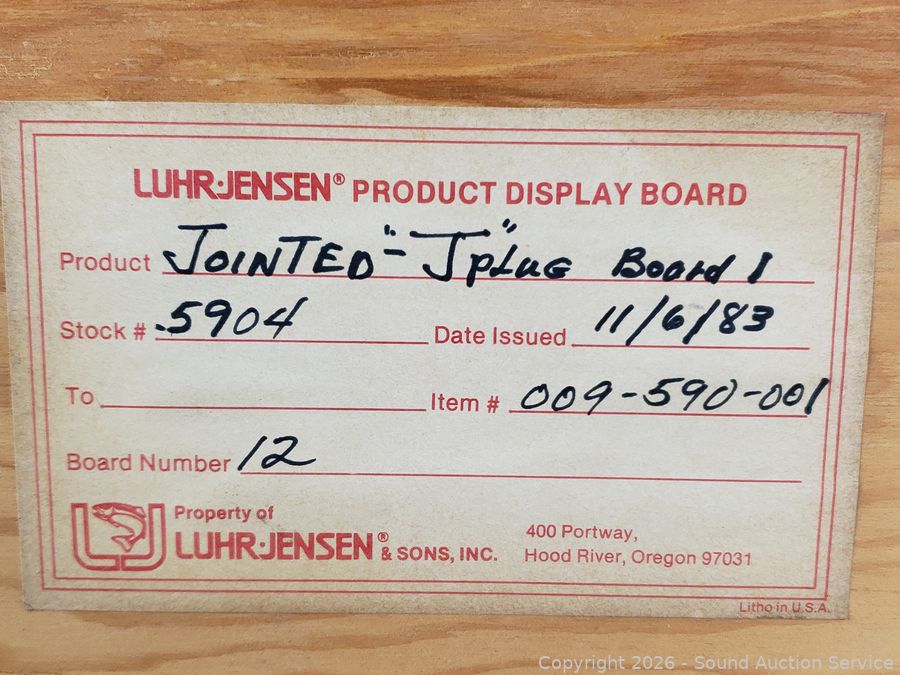 LUHR-JENSEN® PRODUCT DISPLAY BOARD
Product JOINTED "-J" PLUG Board 1
Stock # 5904 Date Issued 11/6/83
To Item # 009-590-001
Board Number 12
Property of
LUHR-JENSEN® & SONS, INC.
400 Portway,
Hood River, Oregon 97031
Litho in U.S.A.
Copyright 2026 - Sound Auction Service